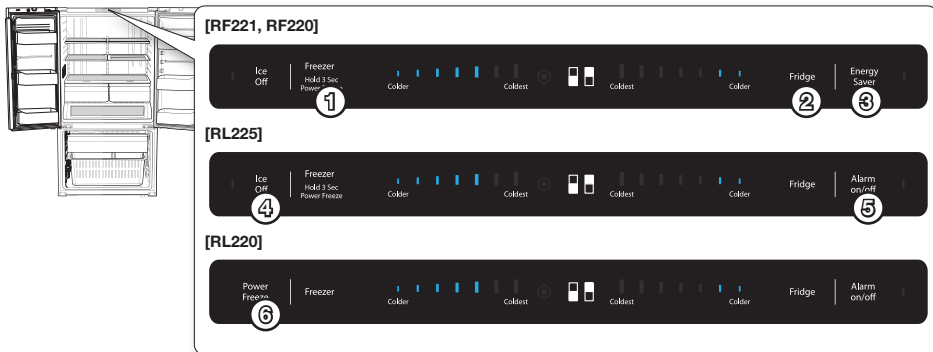 [RF221, RF220]
Ice
Off
Freezer
Hold 3 Sec
Power Freeze
1
Colder
Coldest
Coldest
Colder
Fridge
2
Energy
Saver
3
[RL225]
Ice
Off
4
Freezer
Hold 3 Sec
Power Freeze
Colder
Coldest
Coldest
Colder
Fridge
Alarm
on/off
5
[RL220]
Power
Freeze
6
Freezer
Colder
Coldest
Coldest
Colder
Fridge
Alarm
on/off